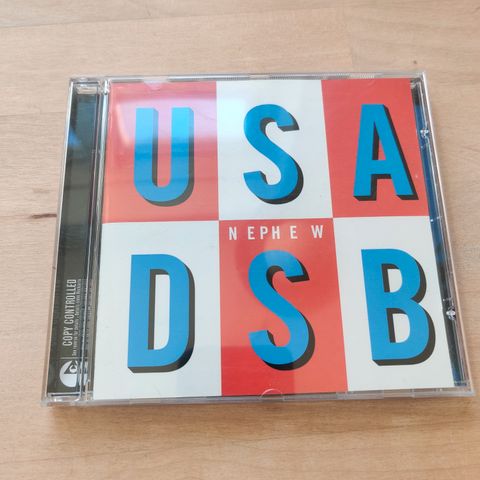 USA
NEPHEW
DSB
COPY CONTROLLED